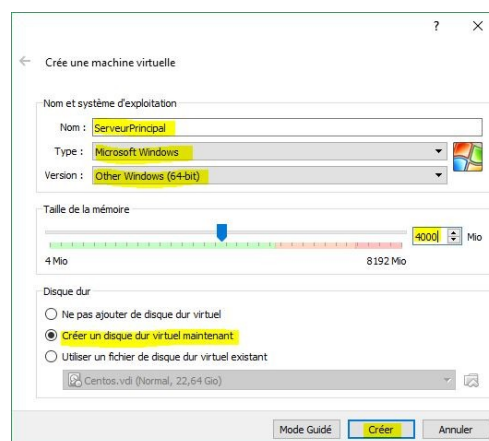 ? ×
← Crée une machine virtuelle
Nom et système d'exploitation
Nom : ServeurPrincipal
Type : Microsoft Windows
Version : Other Windows (64-bit)
Taille de la mémoire
4000 Mio
4 Mio 8192 Mio
Disque dur
Ne pas ajouter de disque dur virtuel
Créer un disque dur virtuel maintenant
Utiliser un fichier de disque dur virtuel existant
Centos.vdi (Normal, 22,64 Gio)
Mode Guidé Créer Annuler